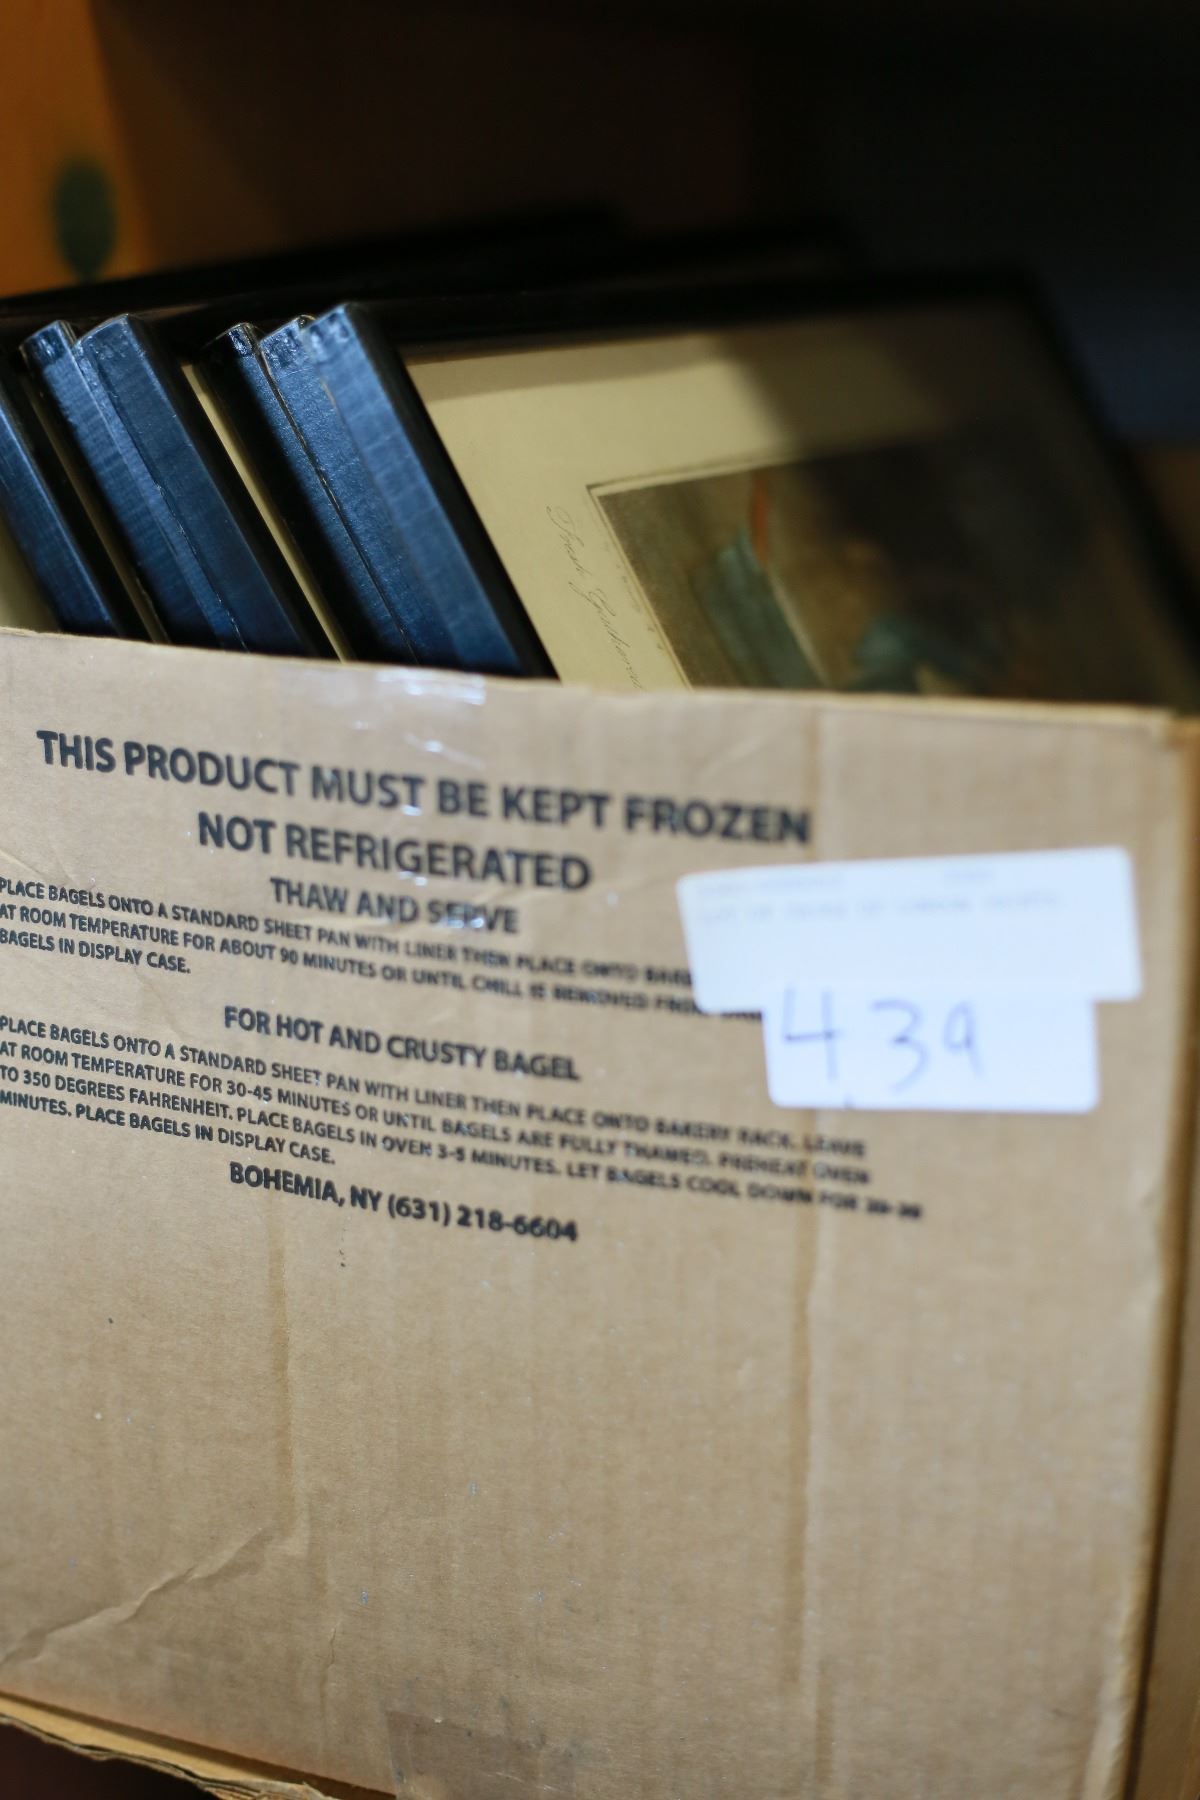 THIS PRODUCT MUST BE KEPT FROZEN
NOT REFRIGERATED
THAW AND SERVE
PLACE BAGELS ONTO A STANDARD SHEET PAN WITH LINER THEN PLACE ONTO
AT ROOM TEMPERATURE FOR ABOUT 90 MINUTES OR UNTIL CHILL IS REMOVED
BAGELS IN DISPLAY CASE.
FOR HOT AND CRUSTY BAGEL
PLACE BAGELS ONTO A STANDARD SHEET PAN WITH LINER THEN PLACE ONTO BAKERY RACK. LEAVE
AT ROOM TEMPERATURE FOR 30-45 MINUTES OR UNTIL BAGELS ARE FULLY THAWED. PREHEAT OVEN
TO 350 DEGREES FAHRENHEIT. PLACE BAGELS IN OVEN 3-5 MINUTES. LET BAGELS COOL DOWN FOR
MINUTES. PLACE BAGELS IN DISPLAY CASE.
BOHEMIA, NY (631) 218-6604
439